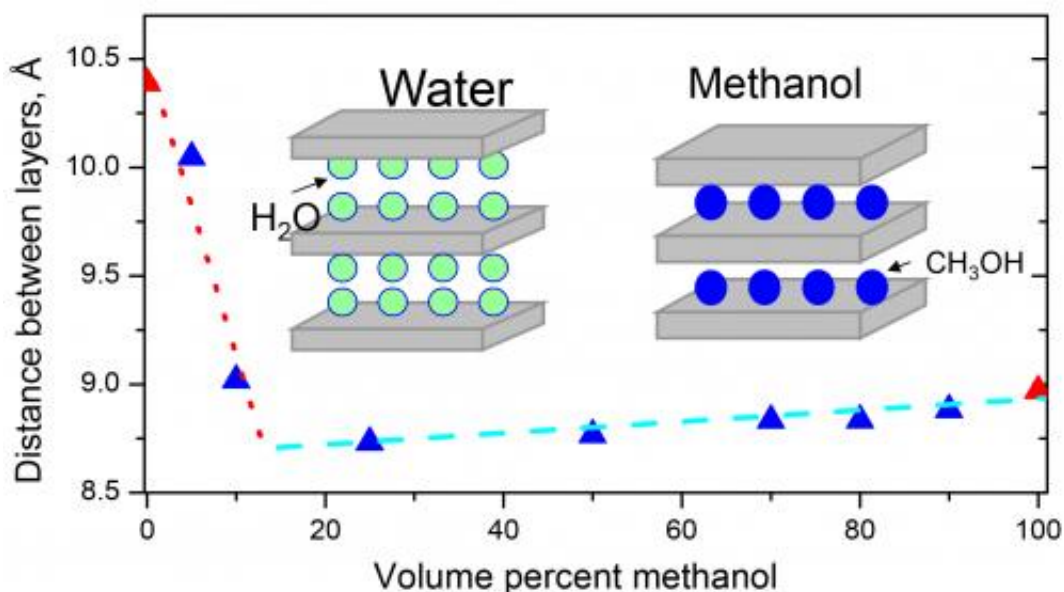 Distance between layers, Å
10.5
10.0
9.5
9.0
8.5
Water
H₂O
Methanol
CH₃OH
0 20 40 60 80 100
Volume percent methanol